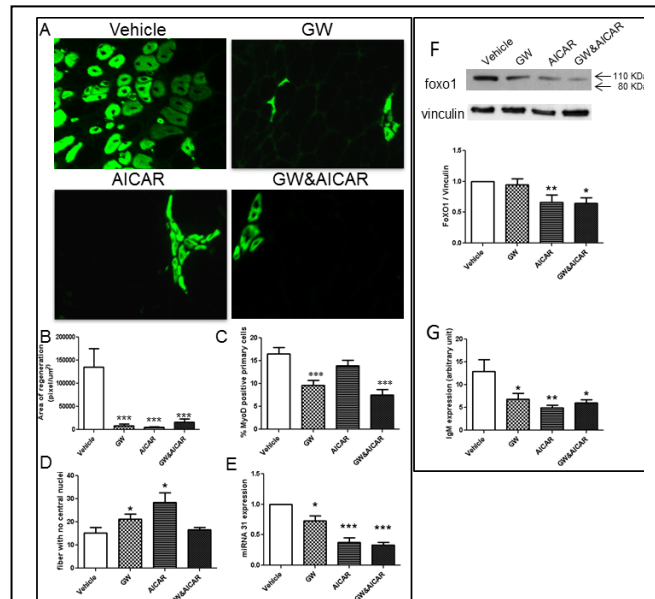 A
Vehicle
GW
AICAR
GW&AICAR
B
Area of regeneration
(pixel/um²)
200000
150000
100000
50000
0
***
***
***
Vehicle
GW
AICAR
GW&AICAR
C
% MyoD positive primary cells
20
15
10
5
0
***
***
Vehicle
GW
AICAR
GW&AICAR
D
fiber with no central nuclei
40
30
20
10
0
*
*
Vehicle
GW
AICAR
GW&AICAR
E
miRNA 31 expression
1.5
1.0
0.5
0.0
*
***
***
Vehicle
GW
AICAR
GW&AICAR
F
Vehicle
GW
AICAR
GW&AICAR
foxo1
110 KDa
80 KDa
vinculin
FoXO1 / Vinculin
1.5
1.0
0.5
0.0
**
*
Vehicle
GW
AICAR
GW&AICAR
G
IgM expression (arbitrary unit)
20
15
10
5
0
*
**
*
Vehicle
GW
AICAR
GW&AICAR